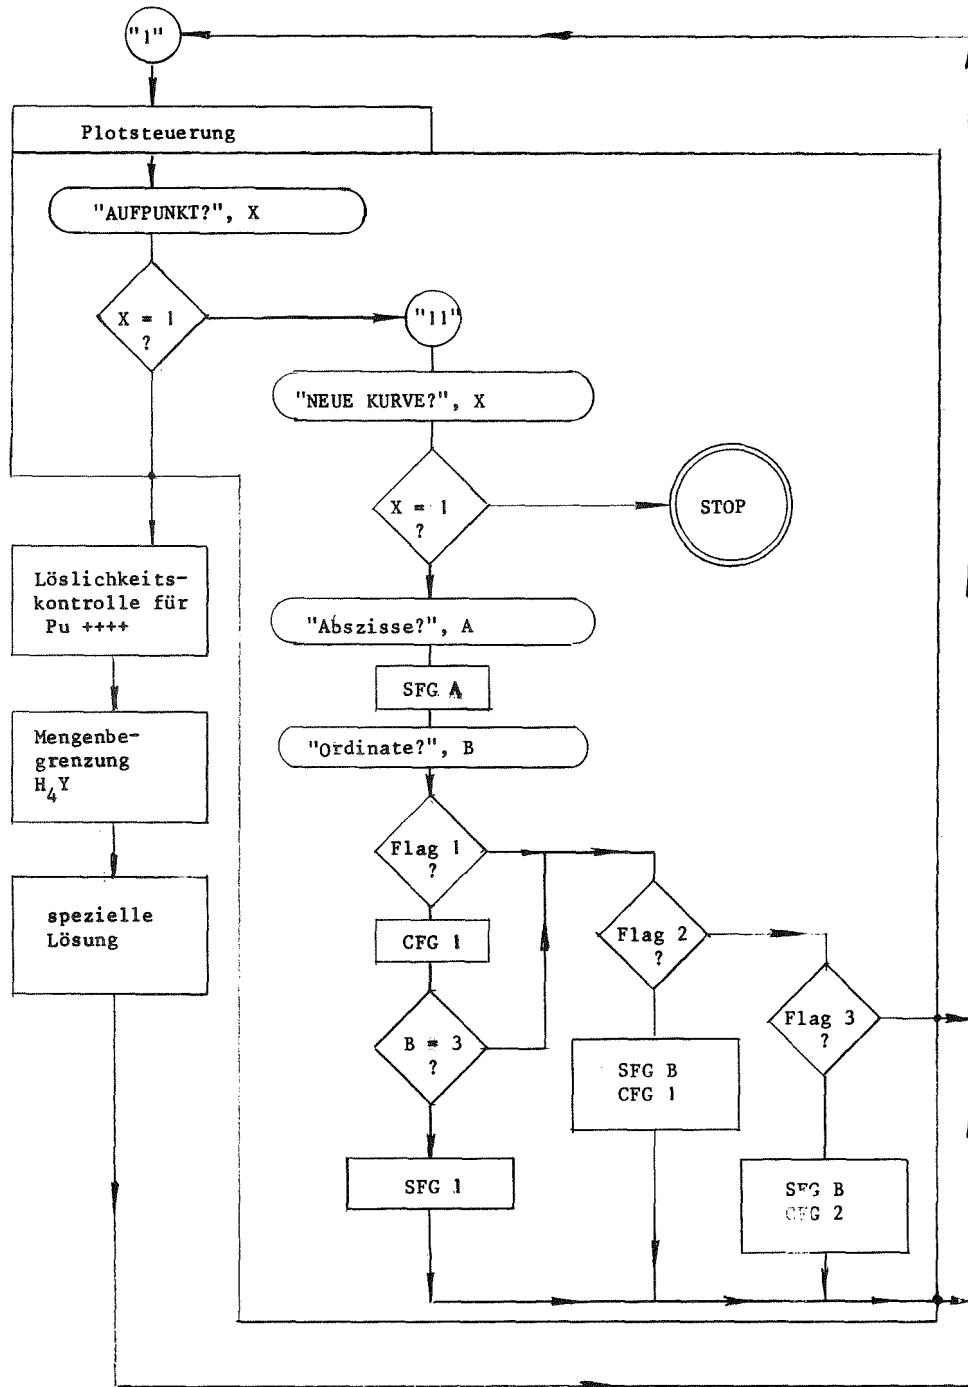 "1"
Plotsteuerung
"AUFPUNKT?", X
X = 1
?
"11"
"NEUE KURVE?", X
X = 1
?
STOP
Löslichkeits-
kontrolle für
Pu ++++
"Abszisse?", A
SFG A
Mengenbe-
grenzung
H4Y
"Ordinate?", B
Flag 1
?
spezielle
Lösung
CFG 1
Flag 2
?
Flag 3
?
B = 3
?
SFG B
CFG 1
SFG 1
SFG B
CFG 2